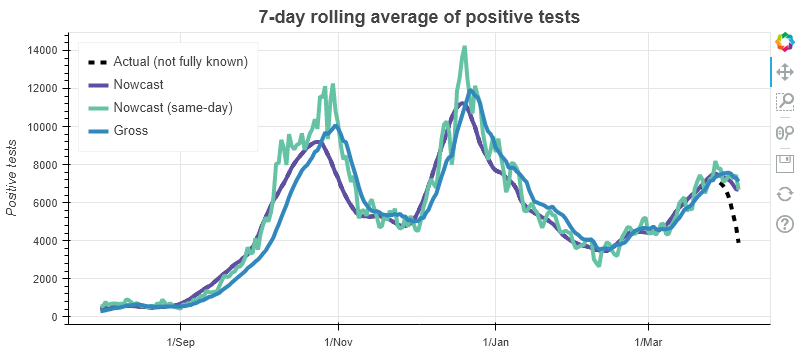 7-day rolling average of positive tests
Actual (not fully known)
Nowcast
Nowcast (same-day)
Gross
Positive tests
14000
12000
10000
8000
6000
4000
2000
0
1/Sep
1/Nov
1/Jan
1/Mar